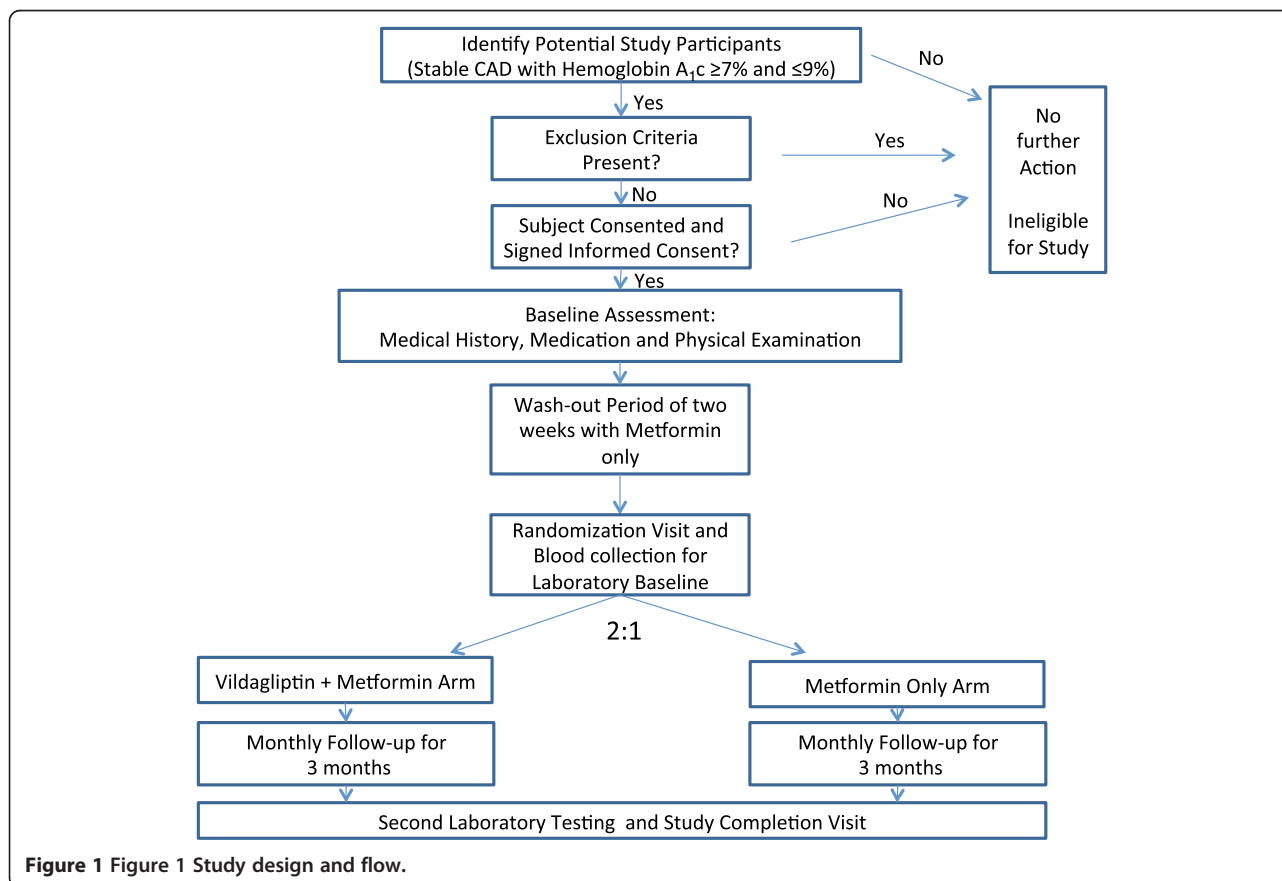 Identify Potential Study Participants
(Stable CAD with Hemoglobin A1c ≥7% and ≤9%)
No
Yes
No
further
Action
Ineligible
for Study
Exclusion Criteria
Present?
Yes
No
Subject Consented and
Signed Informed Consent?
No
Yes
Baseline Assessment:
Medical History, Medication and Physical Examination
Wash-out Period of two
weeks with Metformin
only
Randomization Visit and
Blood collection for
Laboratory Baseline
2:1
Vildagliptin + Metformin Arm
Metformin Only Arm
Monthly Follow-up for
3 months
Monthly Follow-up for
3 months
Second Laboratory Testing and Study Completion Visit
Figure 1 Figure 1 Study design and flow.